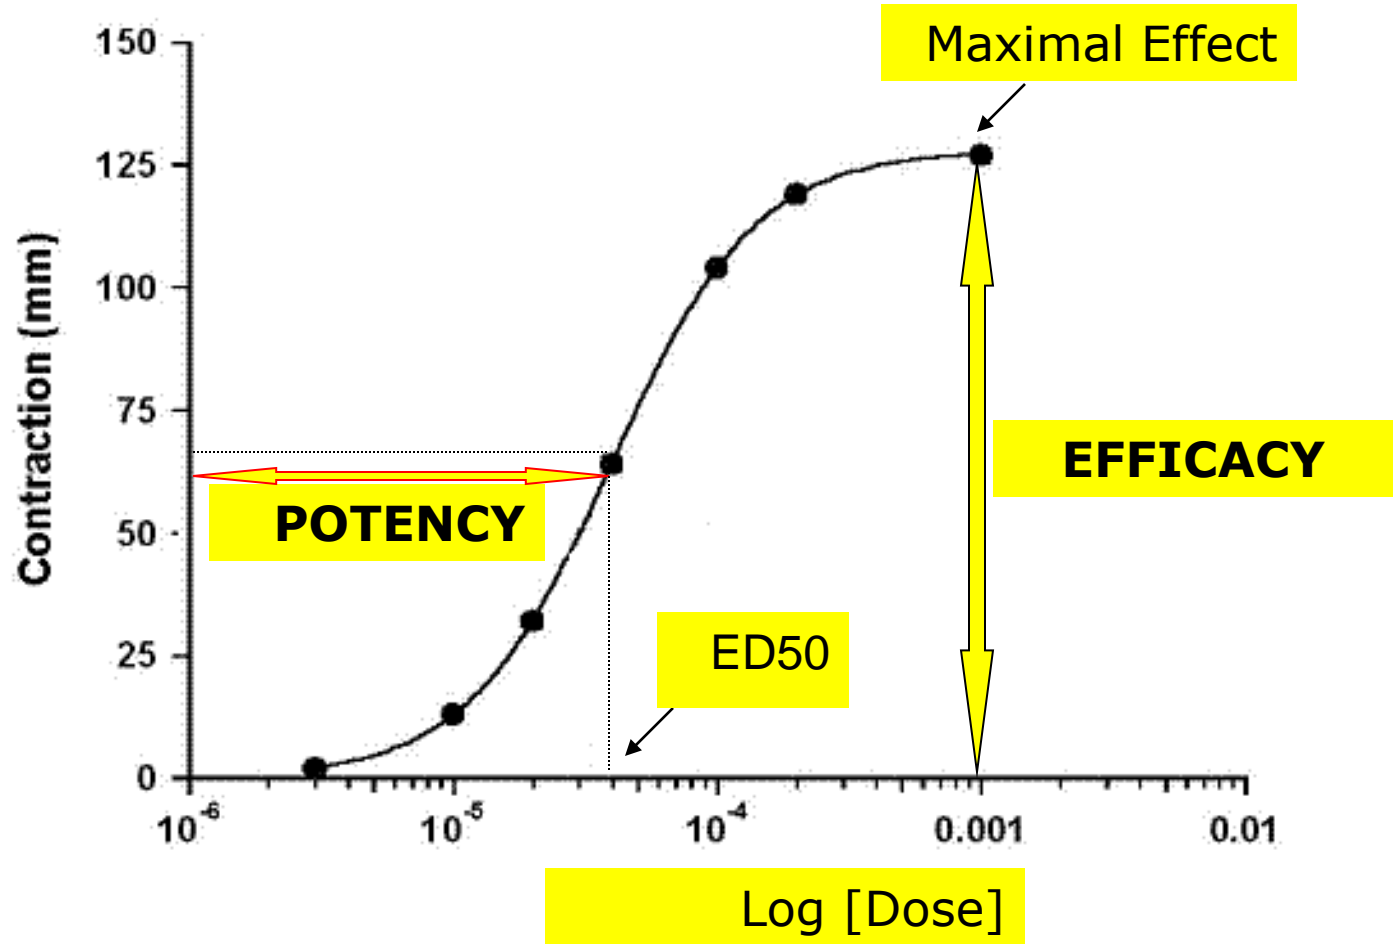 Maximal Effect
150
125
100
75
50
25
0
Contraction (mm)
EFFICACY
POTENCY
ED50
10⁻⁶ 10⁻⁵ 10⁻⁴ 0.001 0.01
Log [Dose]